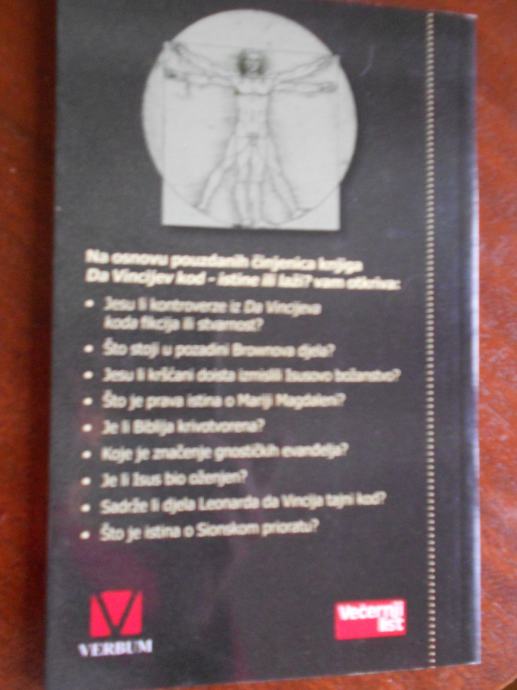 Na osnovu pouzdanih činjenica knjiga
Da Vincijev kod - istine ili laži? vam otkriva:
• Jesu li kontroverze iz Da Vincijeva
koda fikcija ili stvarnost?
• Što stoji u pozadini Brownova djela?
• Jesu li kršćani doista izmislili Isusovo božanstvo?
• Što je prava istina o Mariji Magdaleni?
• Je li Biblija krivotvorena?
• Koje je značenje gnostičkih evanđelja?
• Je li Isus bio oženjen?
• Sadrže li djela Leonarda da Vincija tajni kod?
• Što je istina o Sionskom prioratu?
VERBUM
Večernji
list